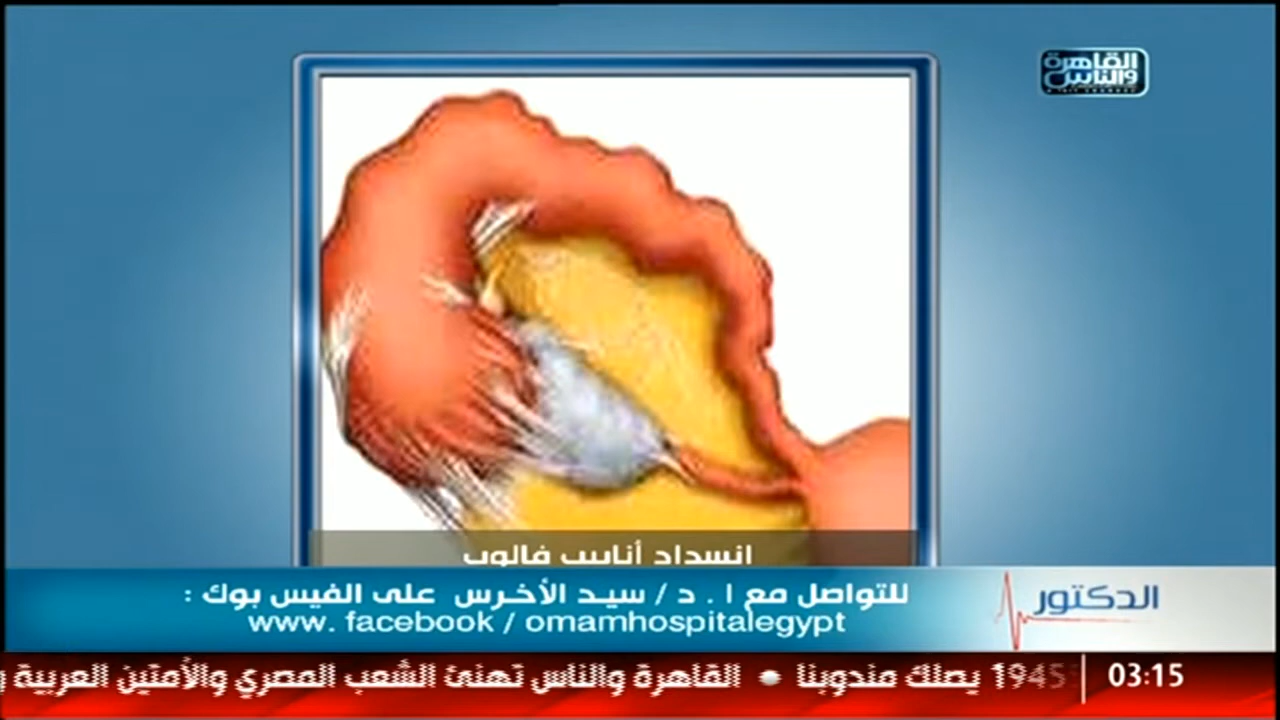 القاهرة
والناس
انسداد أنابيب فالوب
للتواصل مع ا . د / سيد الأخرس على الفيس بوك :
www. facebook / omamhospitalegypt
الدكتور
1945 يصلك مندوبنا • القاهرة والناس تهنئ الشعب المصري والأمتين العربية
03:15